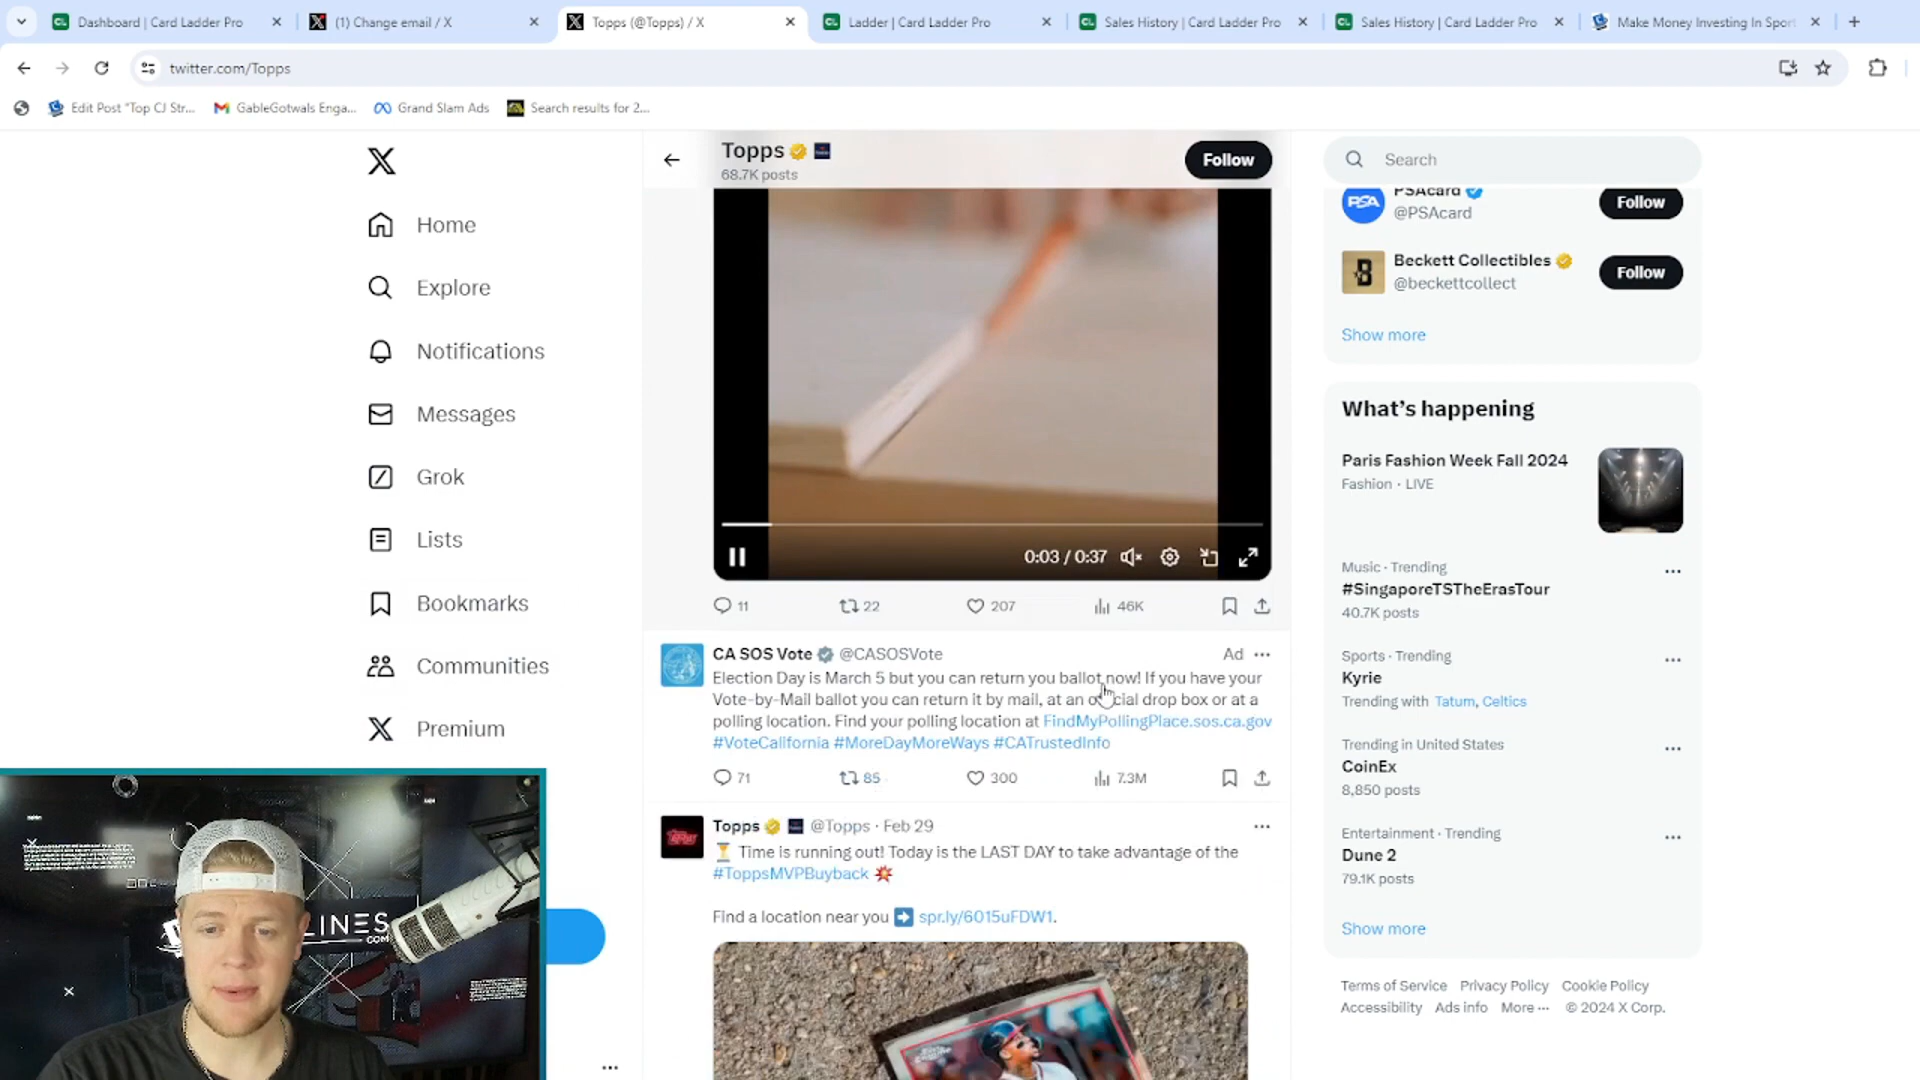 Dashboard | Card Ladder Pro
(1) Change email / X
Topps (@Topps) / X
Ladder | Card Ladder Pro
Sales History | Card Ladder Pro
Sales History | Card Ladder Pro
Make Money Investing In Sport
twitter.com/Topps
Edit Post "Top CJ Str...
GableGotwals Enga...
Grand Slam Ads
Search results for 2...
Home
Explore
Notifications
Messages
Grok
Lists
Bookmarks
Communities
Premium
Topps
68.7K posts
Follow
0:03 / 0:37
11
22
207
46K
CA SOS Vote @CASOSVote
Ad
Election Day is March 5 but you can return you ballot now! If you have your
Vote-by-Mail ballot you can return it by mail, at an official drop box or at a
polling location. Find your polling location at FindMyPollingPlace.sos.ca.gov
#VoteCalifornia #MoreDayMoreWays #CATrustedInfo
71
85
300
7.3M
Topps @Topps · Feb 29
Time is running out! Today is the LAST DAY to take advantage of the
#ToppsMVPBuyback
Find a location near you spr.ly/6015uFDW1.
Search
PSAcard
@PSAcard
Follow
Beckett Collectibles
@beckettcollect
Follow
Show more
What's happening
Paris Fashion Week Fall 2024
Fashion · LIVE
Music · Trending
#SingaporeTSTheErasTour
40.7K posts
Sports · Trending
Kyrie
Trending with Tatum, Celtics
Trending in United States
CoinEx
8,850 posts
Entertainment · Trending
Dune 2
79.1K posts
Show more
Terms of Service Privacy Policy Cookie Policy
Accessibility Ads info More ··· © 2024 X Corp.
LINES
.COM